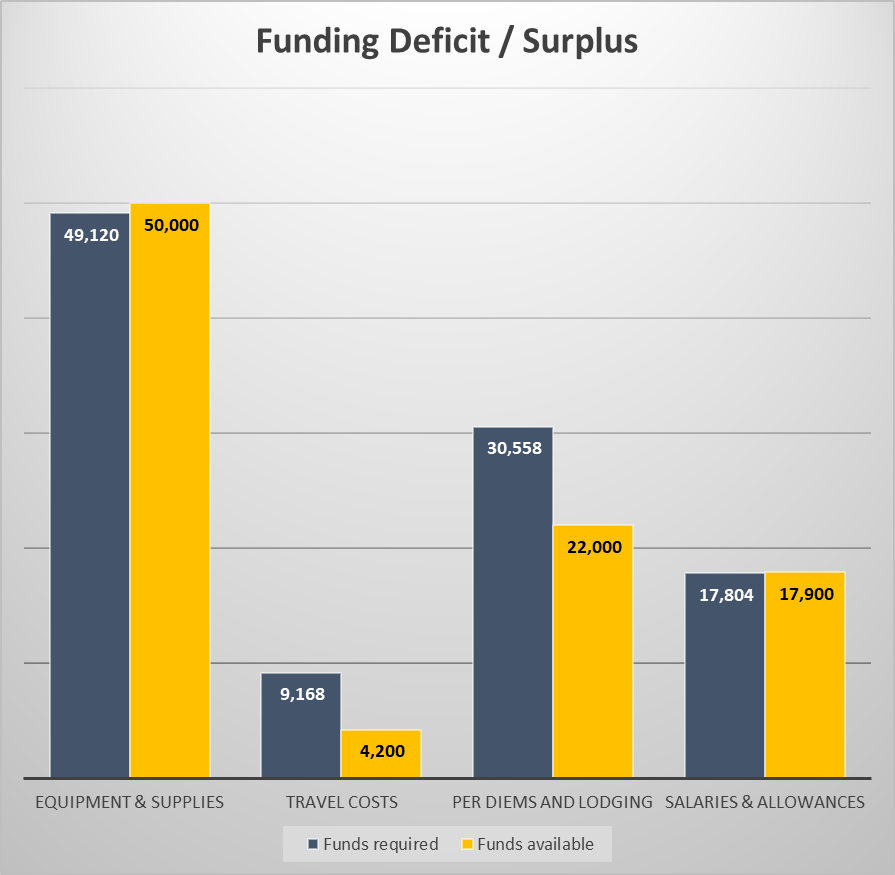 Funding Deficit / Surplus
49,120
50,000
9,168
4,200
30,558
22,000
17,804
17,900
EQUIPMENT & SUPPLIES
TRAVEL COSTS
PER DIEMS AND LODGING
SALARIES & ALLOWANCES
Funds required
Funds available